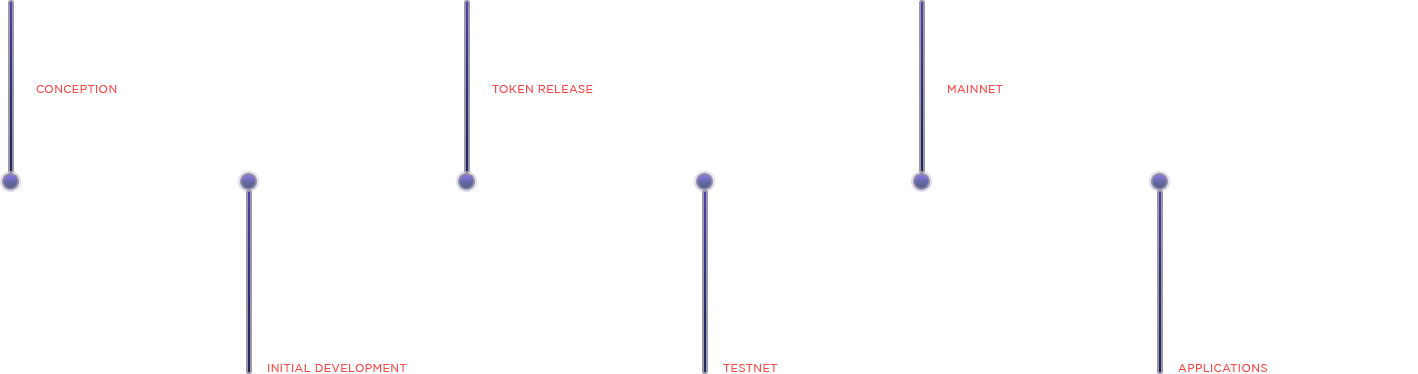 CONCEPTION
INITIAL DEVELOPMENT
TOKEN RELEASE
TESTNET
MAINNET
APPLICATIONS